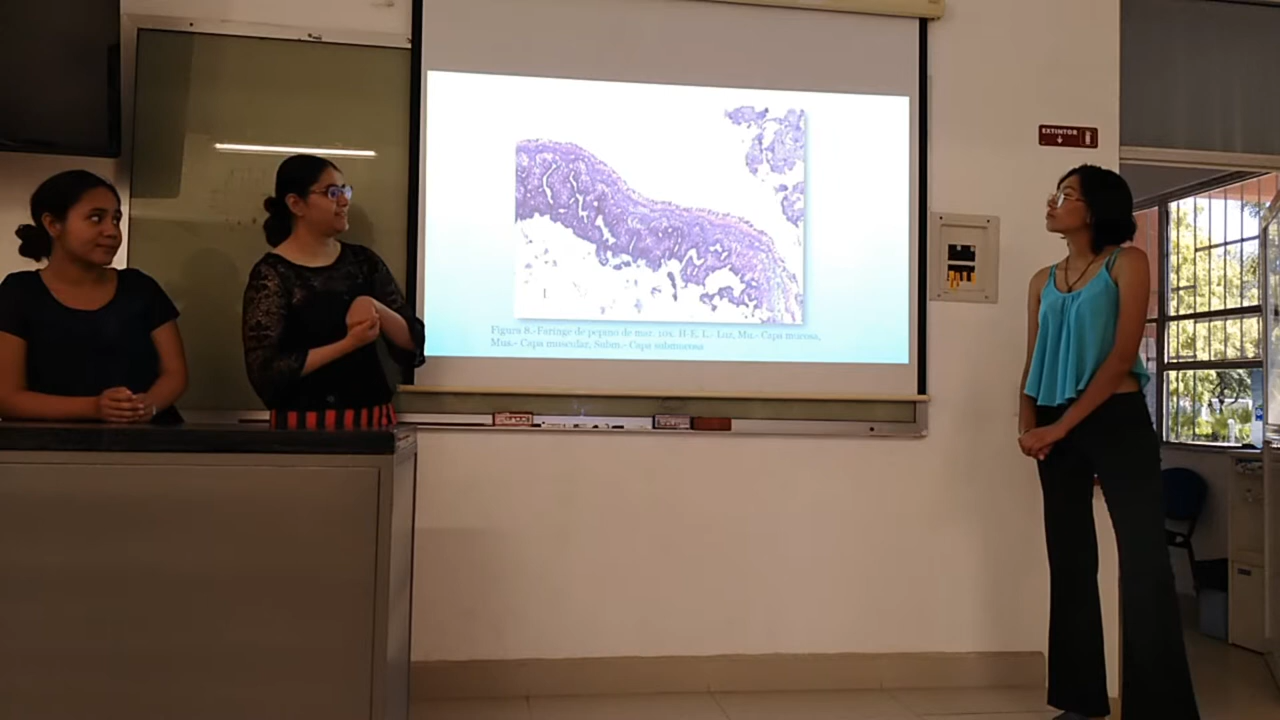 EXTINTOR
Figura 8.-Faringe de pepino de mar. 10x. H-E, L.- Luz, Mu.- Capa mucosa,
Mus.- Capa muscular, Subm.- Capa submucosa